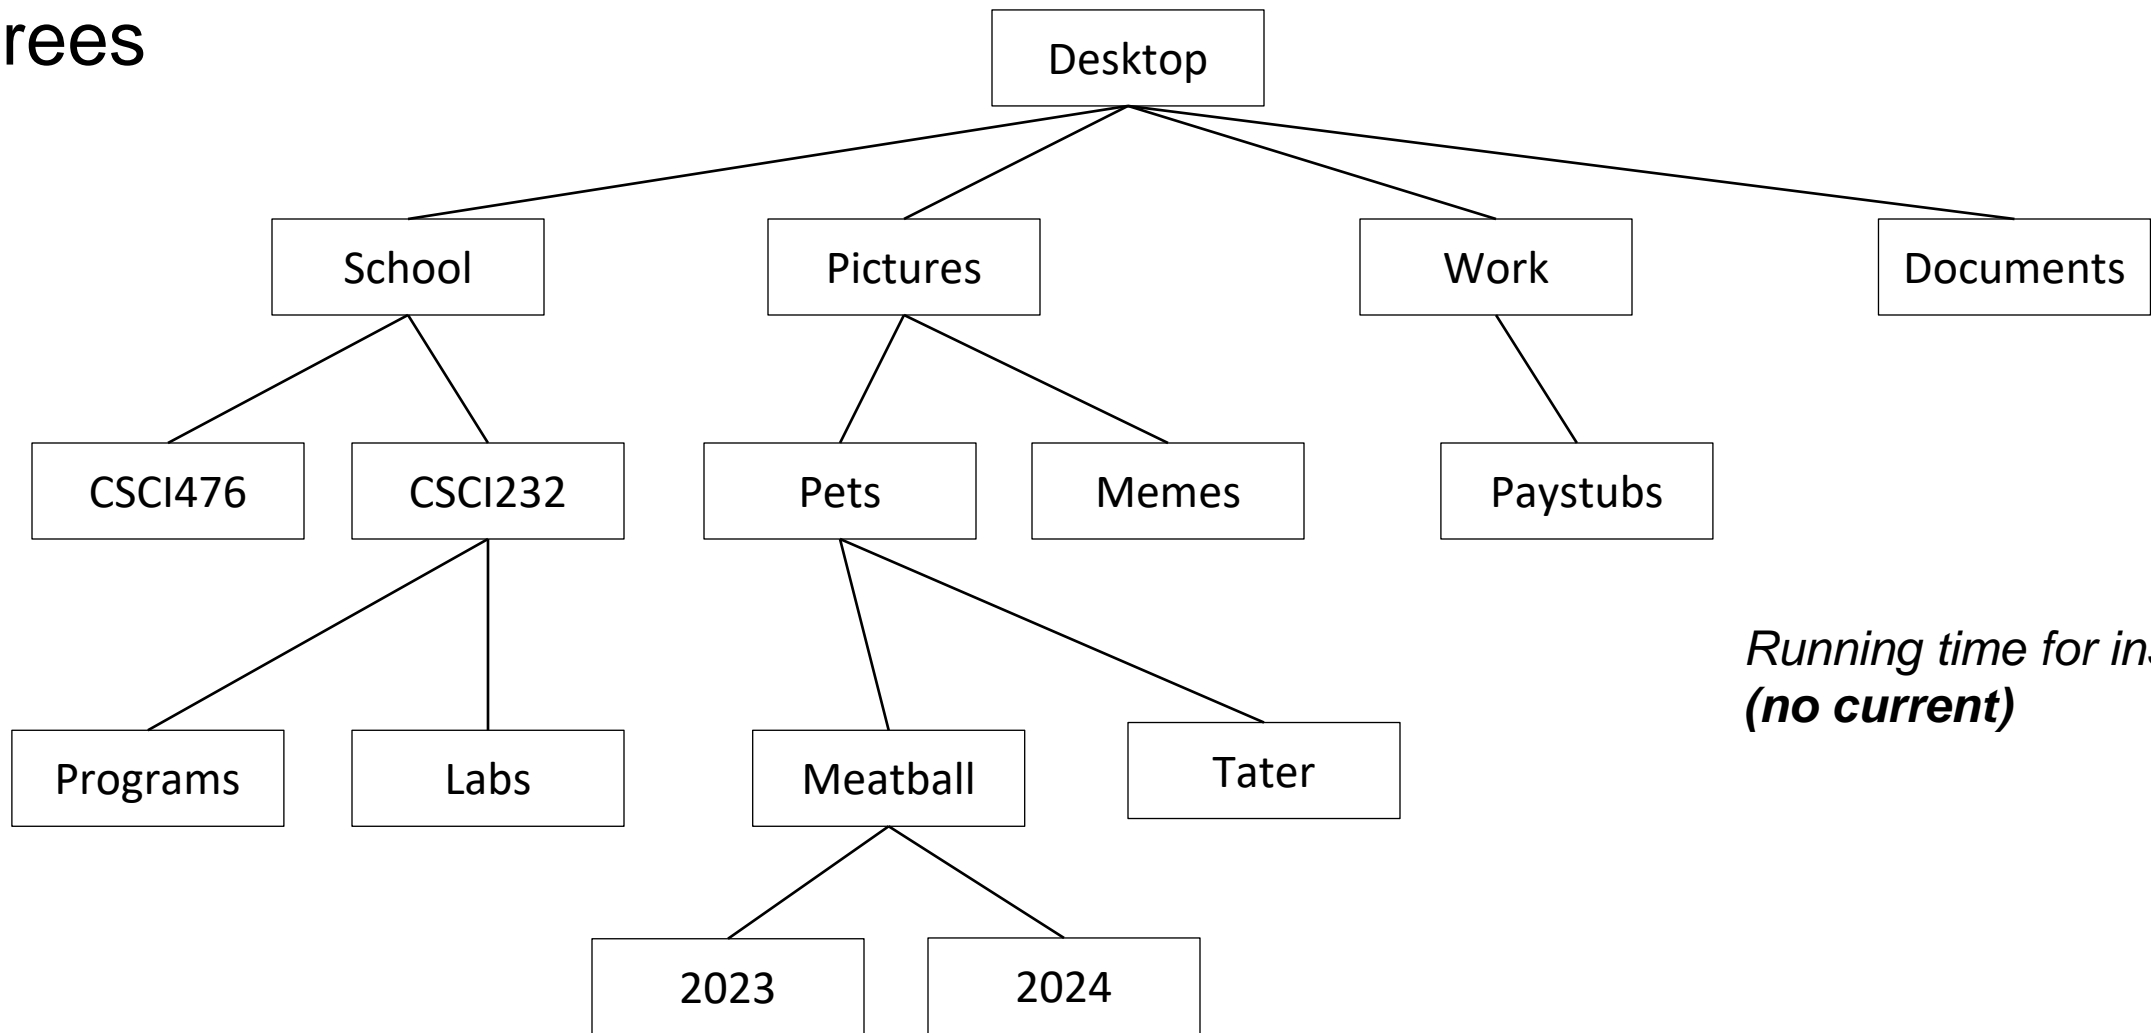 rees
Desktop
School
Pictures
Work
Documents
CSCI476
CSCI232
Pets
Memes
Paystubs
Running time for
(no current)
Programs
Labs
Meatball
Tater
2023
2024